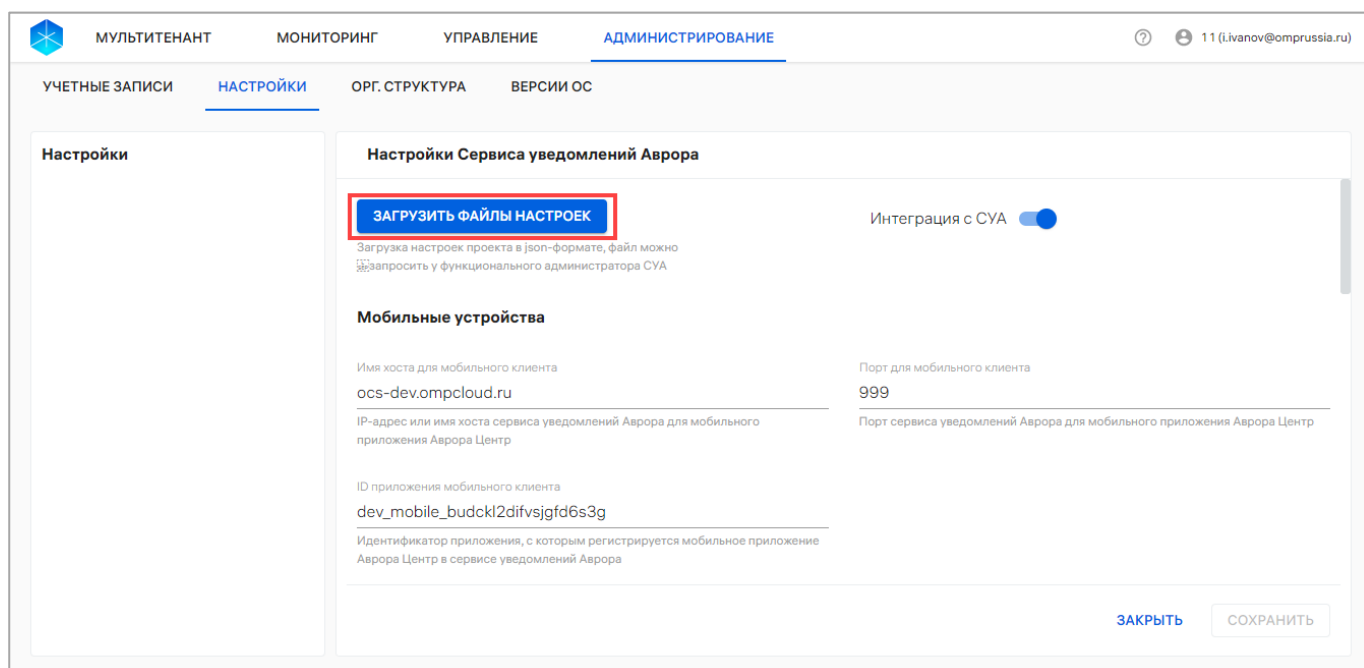 МУЛЬТИТЕНАНТ МОНИТОРИНГ УПРАВЛЕНИЕ АДМИНИСТРИРОВАНИЕ 1 1 (i.ivanov@omprussia.ru)
УЧЕТНЫЕ ЗАПИСИ НАСТРОЙКИ ОРГ. СТРУКТУРА ВЕРСИИ ОС
Настройки
Настройки Сервиса уведомлений Аврора
ЗАГРУЗИТЬ ФАЙЛЫ НАСТРОЕК
Интеграция с СУА
Загрузка настроек проекта в json-формате, файл можно
запросить у функционального администратора СУА
Мобильные устройства
Имя хоста для мобильного клиента
ocs-dev.ompcloud.ru
IP-адрес или имя хоста сервиса уведомлений Аврора для мобильного
приложения Аврора Центр
Порт для мобильного клиента
999
Порт сервиса уведомлений Аврора для мобильного приложения Аврора Центр
ID приложения мобильного клиента
dev_mobile_budckl2difvsjgfd6s3g
Идентификатор приложения, с которым регистрируется мобильное приложение
Аврора Центр в сервисе уведомлений Аврора
ЗАКРЫТЬ СОХРАНИТЬ